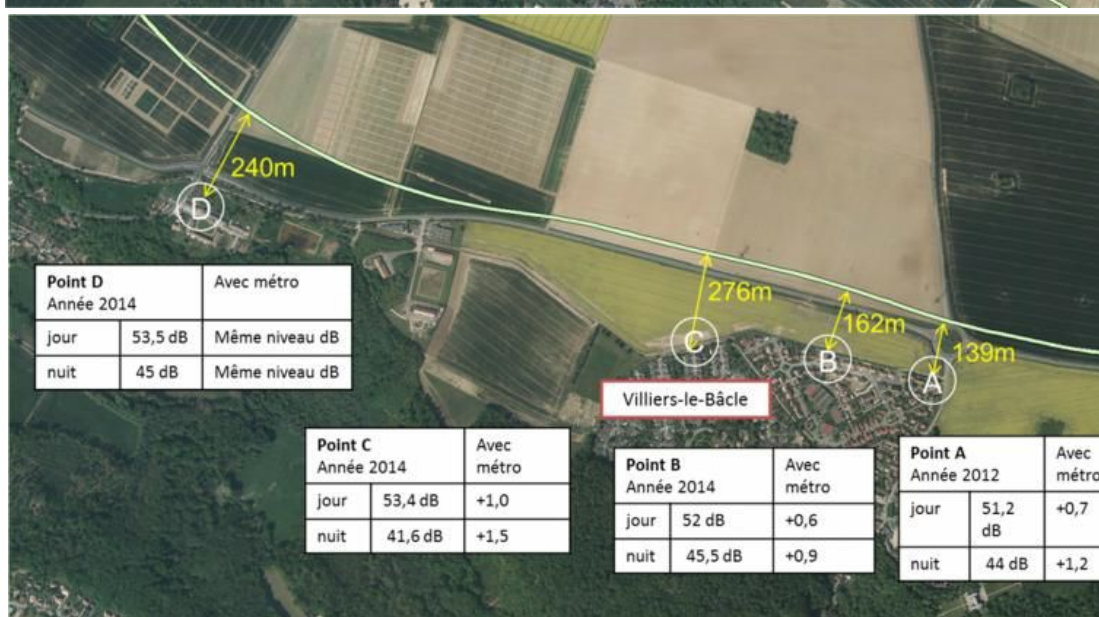 240m
D
276m
162m
139m
C
B
A
Villiers-le-Bâcle
Point D
Année 2014
Avec métro
jour 53,5 dB Même niveau dB
nuit 45 dB Même niveau dB
Point C
Année 2014
Avec
métro
jour 53,4 dB +1,0
nuit 41,6 dB +1,5
Point B
Année 2014
Avec
métro
jour 52 dB +0,6
nuit 45,5 dB +0,9
Point A
Année 2012
Avec
métro
jour 51,2
dB +0,7
nuit 44 dB +1,2